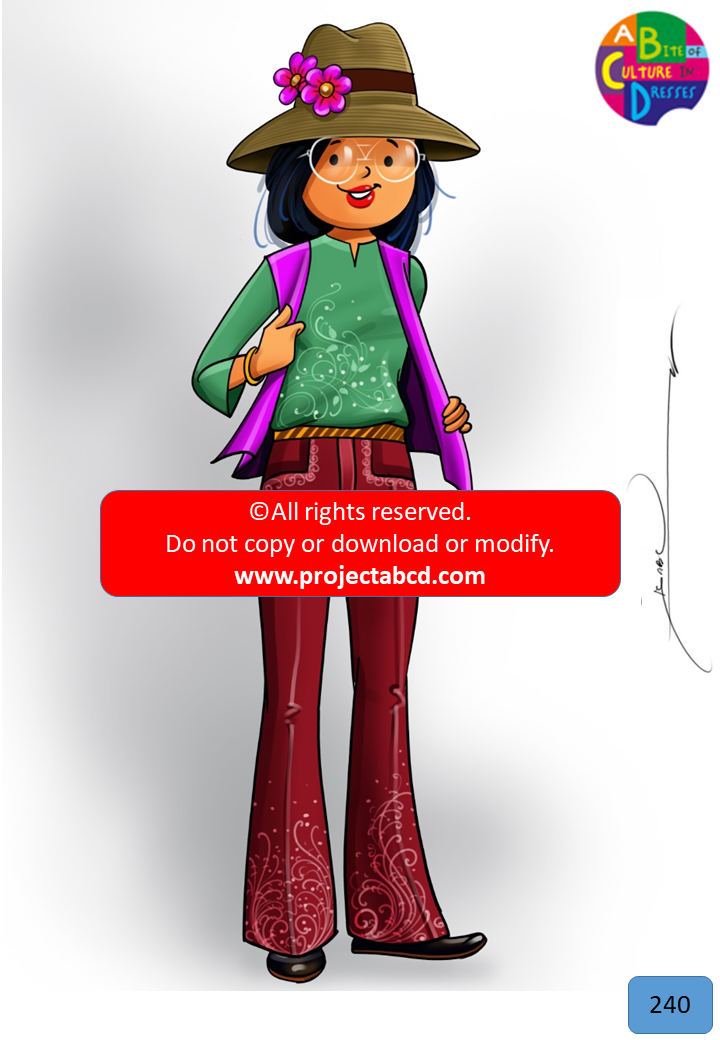 A
BITE OF
CULTURE IN
DRESSES
©All rights reserved.
Do not copy or download or modify.
www.projectabcd.com
240